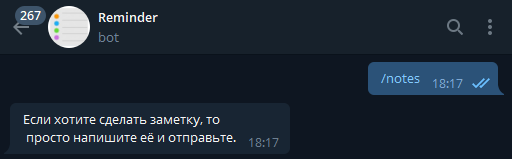 267
Reminder
bot
/notes 18:17
Если хотите сделать заметку, то
просто напишите её и отправьте. 18:17